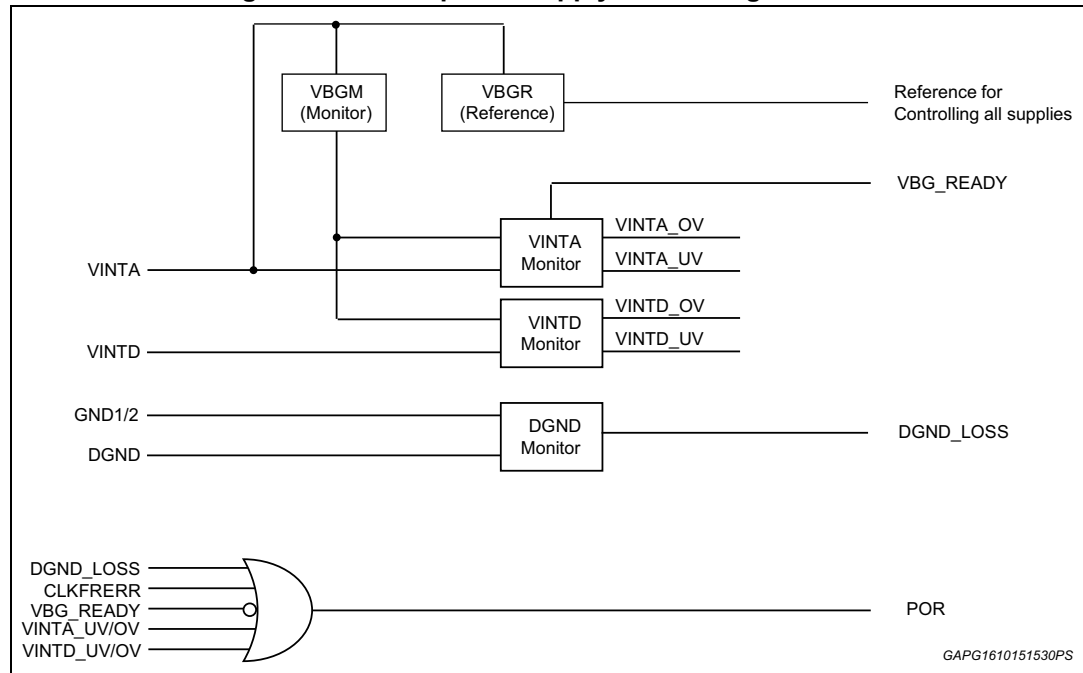 VBGM
(Monitor)
VBGR
(Reference)
Reference for
Controlling all supplies
VBG_READY
VINTA
Monitor
VINTA_OV
VINTA_UV
VINTA
VINTD
Monitor
VINTD_OV
VINTD_UV
VINTD
GND1/2
DGND
Monitor
DGND_LOSS
DGND
DGND_LOSS
CLKFRERR
VBG_READY
VINTA_UV/OV
VINTD_UV/OV
POR
GAPG1610151530PS